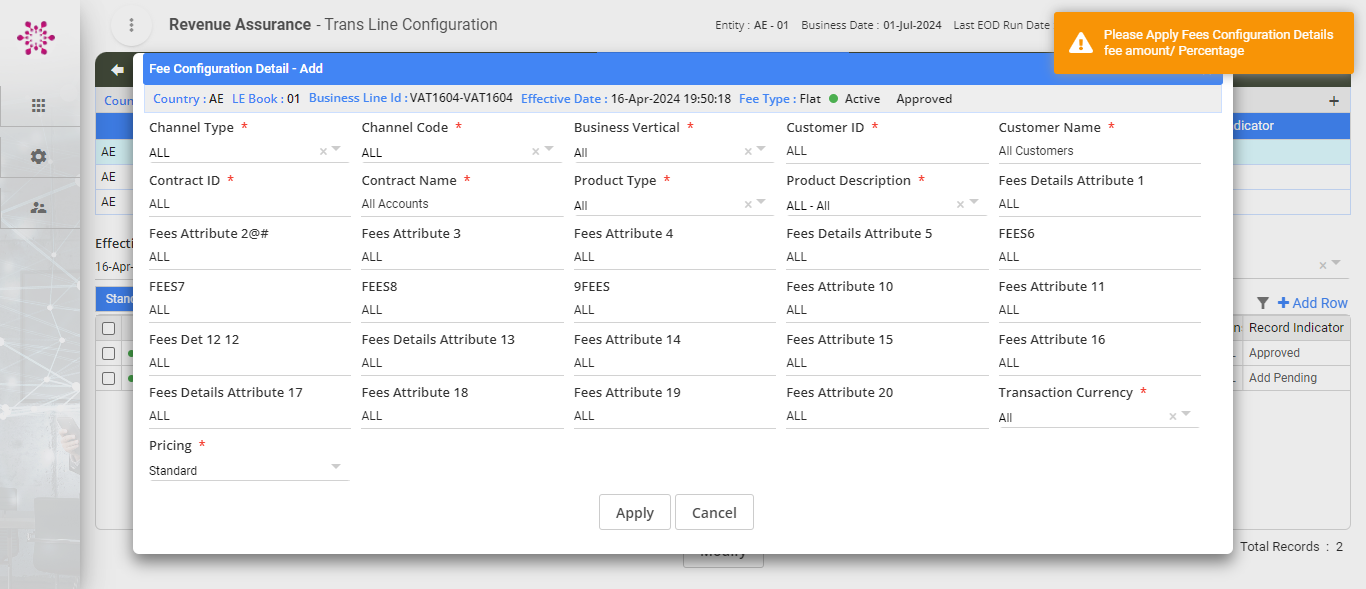 Revenue Assurance - Trans Line Configuration
Entity : AE - 01 Business Date : 01-Jul-2024 Last EOD Run Date
Please Apply Fees Configuration Details
fee amount/ Percentage
Fee Configuration Detail - Add
Country : AE LE Book : 01 Business Line Id : VAT1604-VAT1604 Effective Date : 16-Apr-2024 19:50:18 Fee Type : Flat Active Approved
Channel Type * Channel Code * Business Vertical * Customer ID * Customer Name *
ALL ALL All ALL All Customers
Contract ID * Contract Name * Product Type * Product Description * Fees Details Attribute 1
ALL All Accounts All ALL - All ALL
Fees Attribute 2@# Fees Attribute 3 Fees Attribute 4 Fees Details Attribute 5 FEES6
ALL ALL ALL ALL ALL
FEES7 FEES8 9FEES Fees Attribute 10 Fees Attribute 11
ALL ALL ALL ALL ALL
Fees Det 12 12 Fees Details Attribute 13 Fees Attribute 14 Fees Attribute 15 Fees Attribute 16
ALL ALL ALL ALL ALL
Fees Details Attribute 17 Fees Attribute 18 Fees Attribute 19 Fees Attribute 20 Transaction Currency *
ALL ALL ALL ALL All
Pricing *
Standard
Apply Cancel
AE
AE
AE
16-Apr-
+ Add Row
Record Indicator
Approved
Add Pending
Modify
Total Records : 2